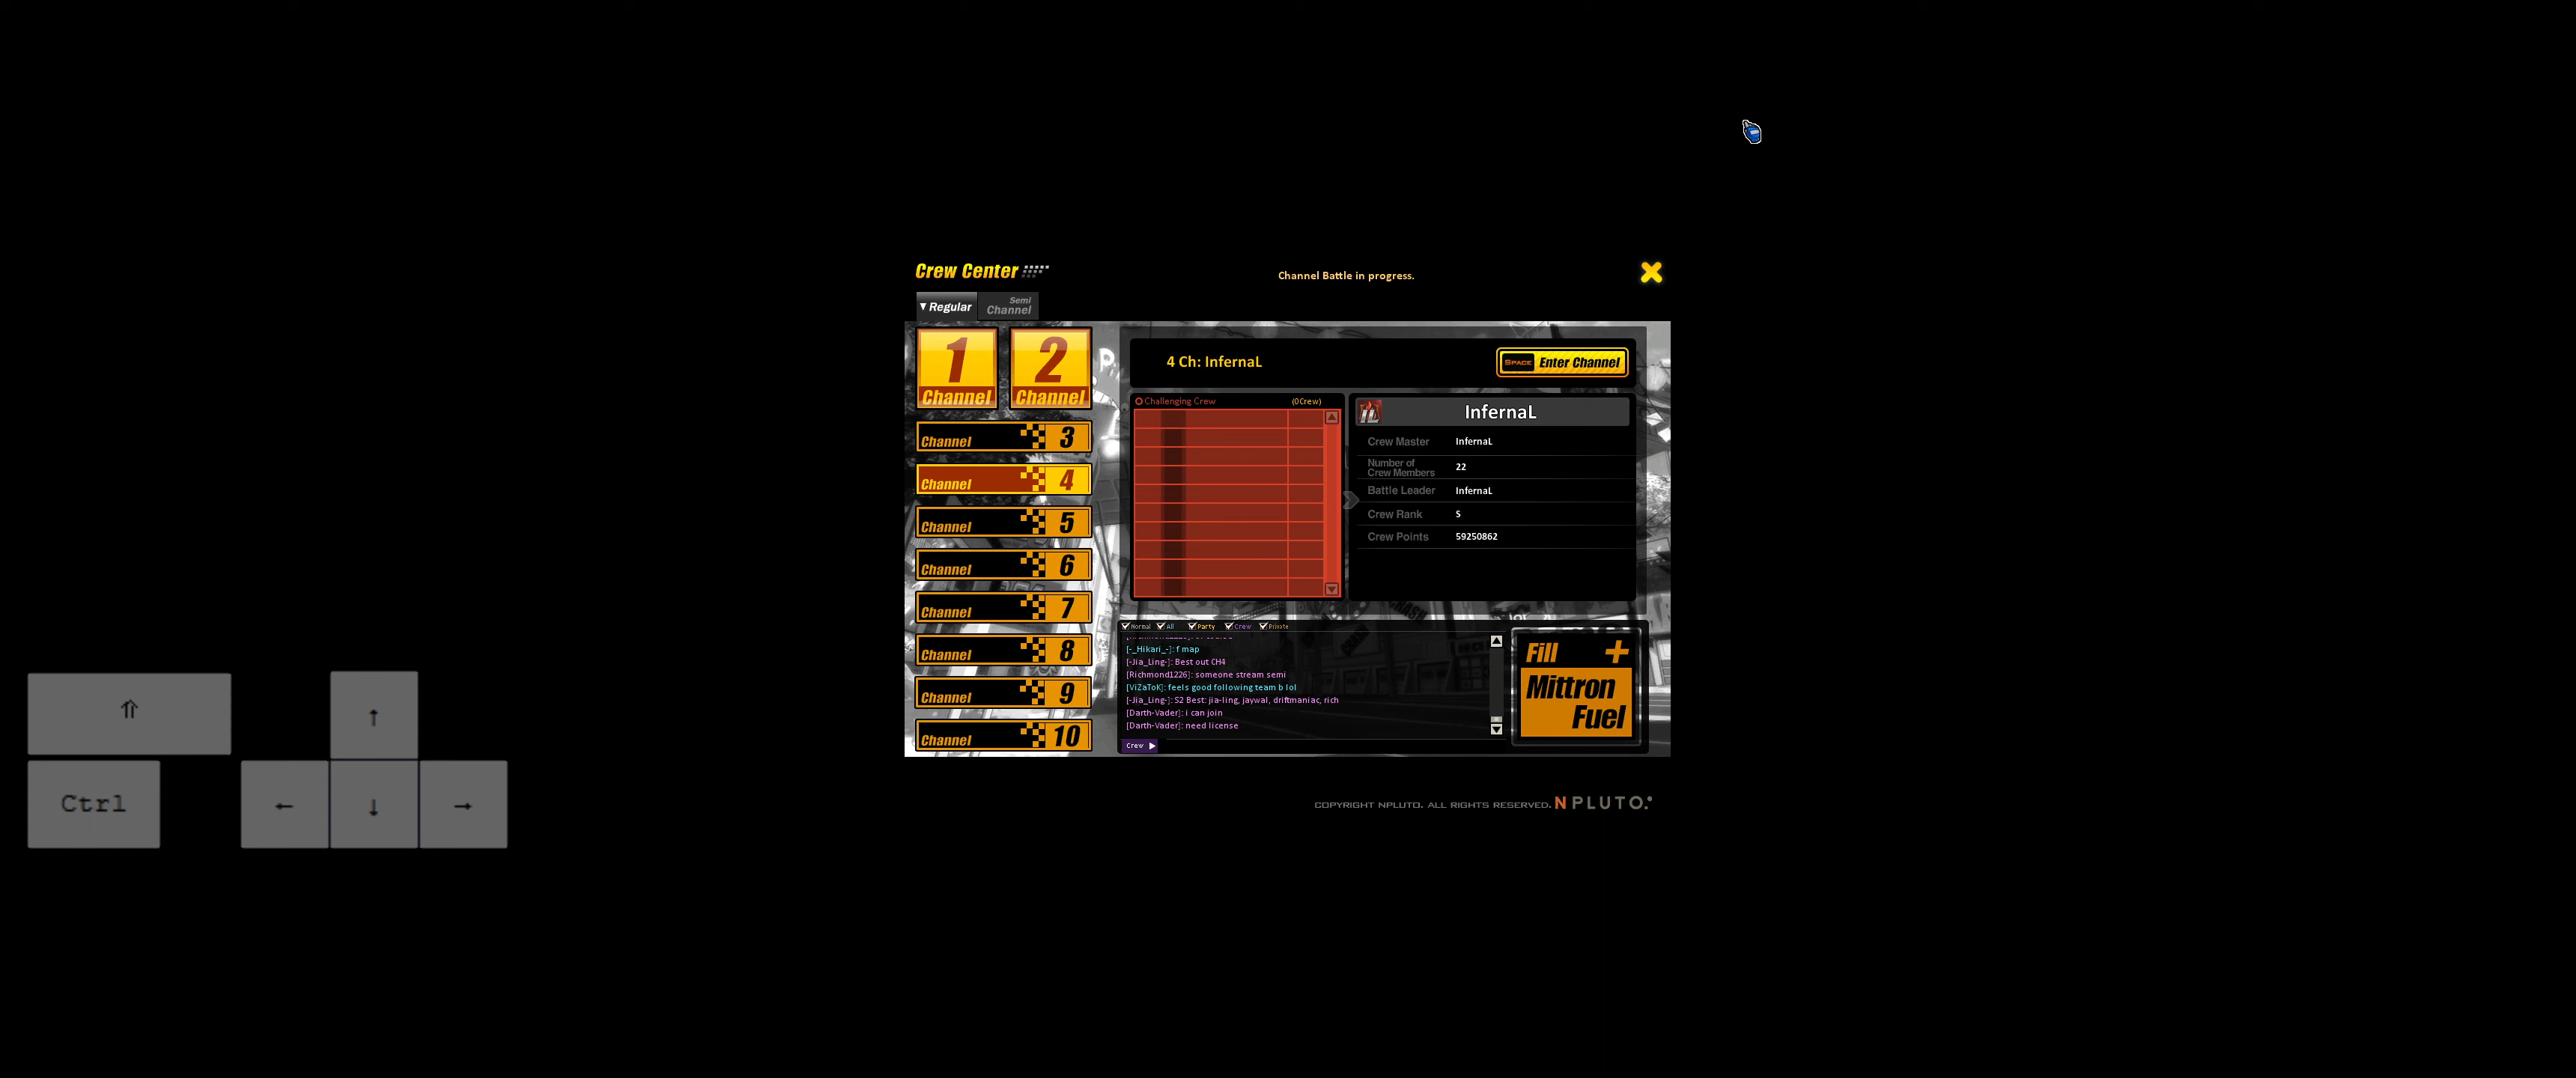 Crew Center
Channel Battle in progress.
▼ Regular
Semi
Channel
1
Channel
2
Channel
Channel 3
Channel 4
Channel 5
Channel 6
Channel 7
Channel 8
Channel 9
Channel 10
4 Ch: InfernaL
SPACE Enter Channel
Challenging Crew (0Crew)
InfernaL
Crew Master InfernaL
Number of
Crew Members 22
Battle Leader InfernaL
Crew Rank S
Crew Points 59250862
Normal All Party Crew Private
[-_Hikari_-]: f map
[-Jia_Ling-]: Best out CH4
[Richmond1226]: someone stream semi
[ViZaToK]: feels good following team b lol
[-Jia_Ling-]: S2 Best: jia-ling, jaywal, driftmaniac, rich
[Darth-Vader]: i can join
[Darth-Vader]: need license
Crew ▶
Fill +
Mittron
Fuel
⇑
↑
Ctrl
← ↓ →
COPYRIGHT NPLUTO. ALL RIGHTS RESERVED. NPLUTO.